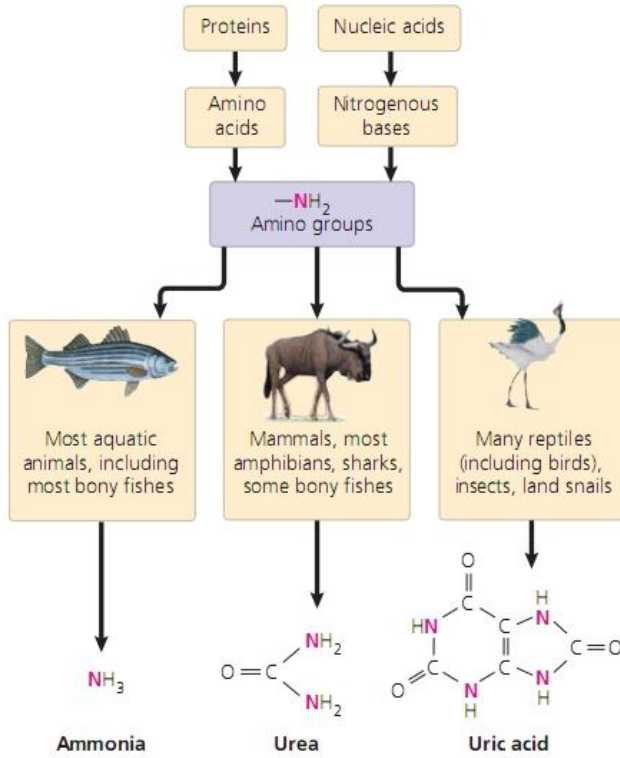 Proteins
Nucleic acids
Amino
acids
Nitrogenous
bases
—NH₂
Amino groups
Most aquatic
animals, including
most bony fishes
Mammals, most
amphibians, sharks,
some bony fishes
Many reptiles
(including birds),
insects, land snails
NH₃
O=C
NH₂
NH₂
O
C
HN
C
C
C
O
N
H
H
N
N
H
C=O
Ammonia
Urea
Uric acid